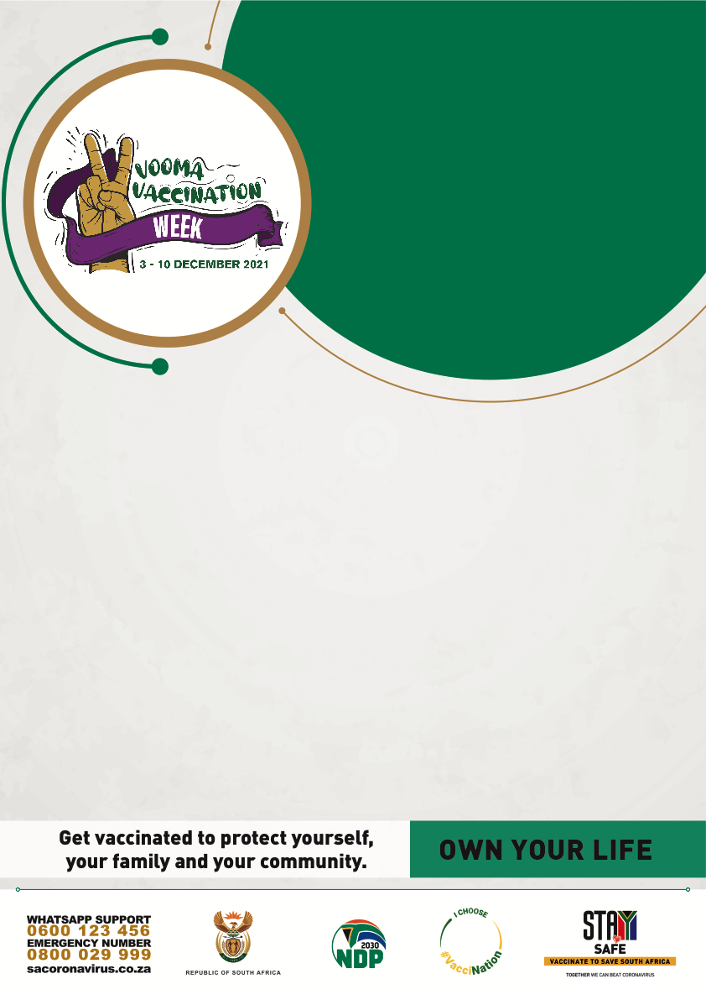 VOOMA
VACCINATION
WEEK
3 - 10 DECEMBER 2021
Get vaccinated to protect yourself,
your family and your community.
OWN YOUR LIFE
WHATSAPP SUPPORT
0600 123 456
EMERGENCY NUMBER
0800 029 999
sacoronavirus.co.za
REPUBLIC OF SOUTH AFRICA
2030
NDP
I CHOOSE
#VacciNation
STAY
SAFE
VACCINATE TO SAVE SOUTH AFRICA
TOGETHER WE CAN BEAT CORONAVIRUS